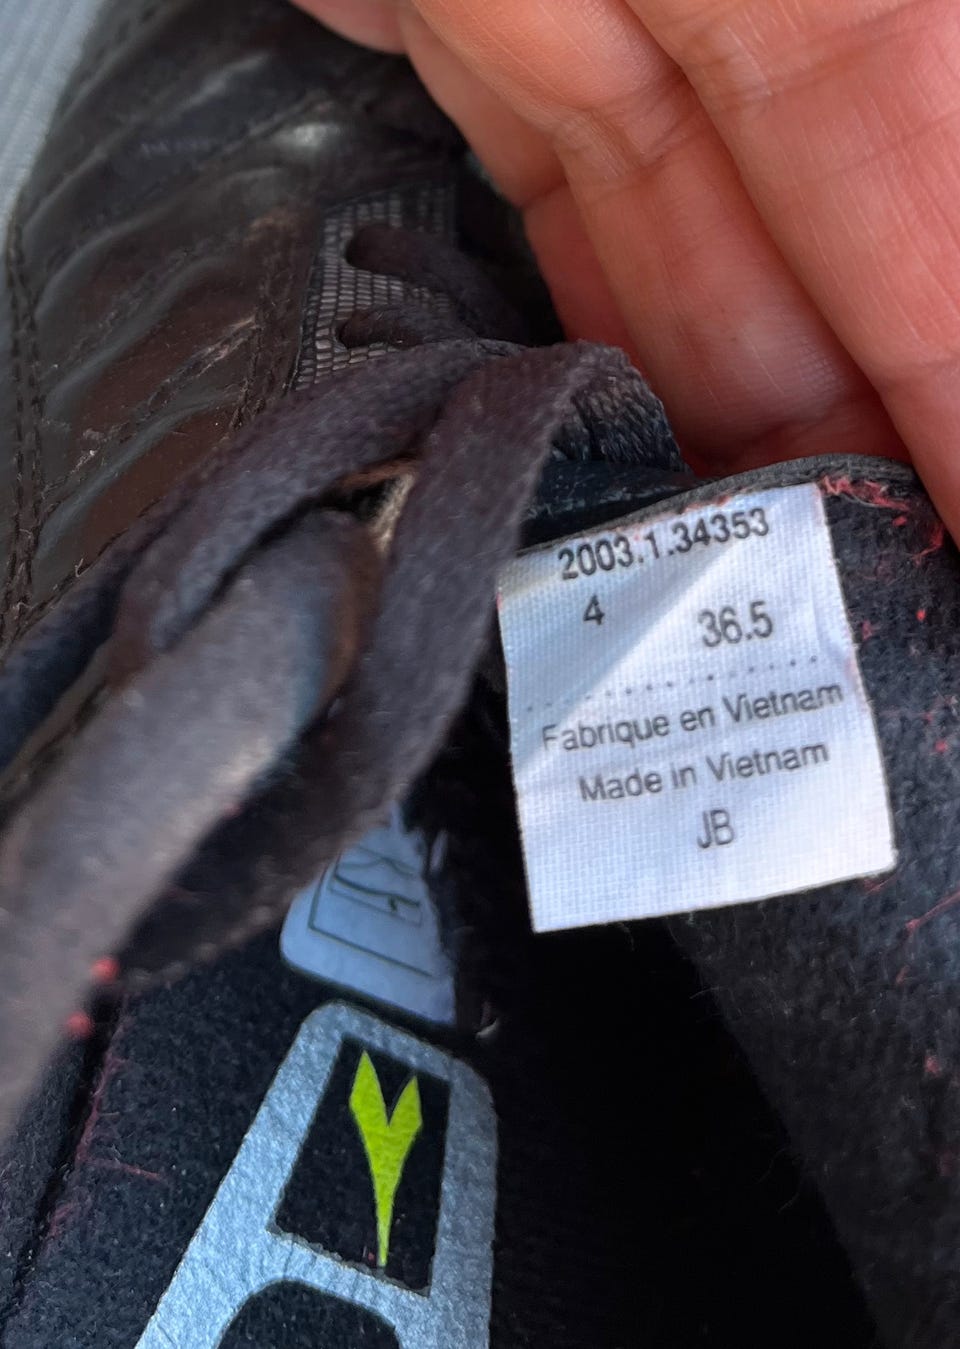 2003.1.34353
4 36.5
Fabrique en Vietnam
Made in Vietnam
JB